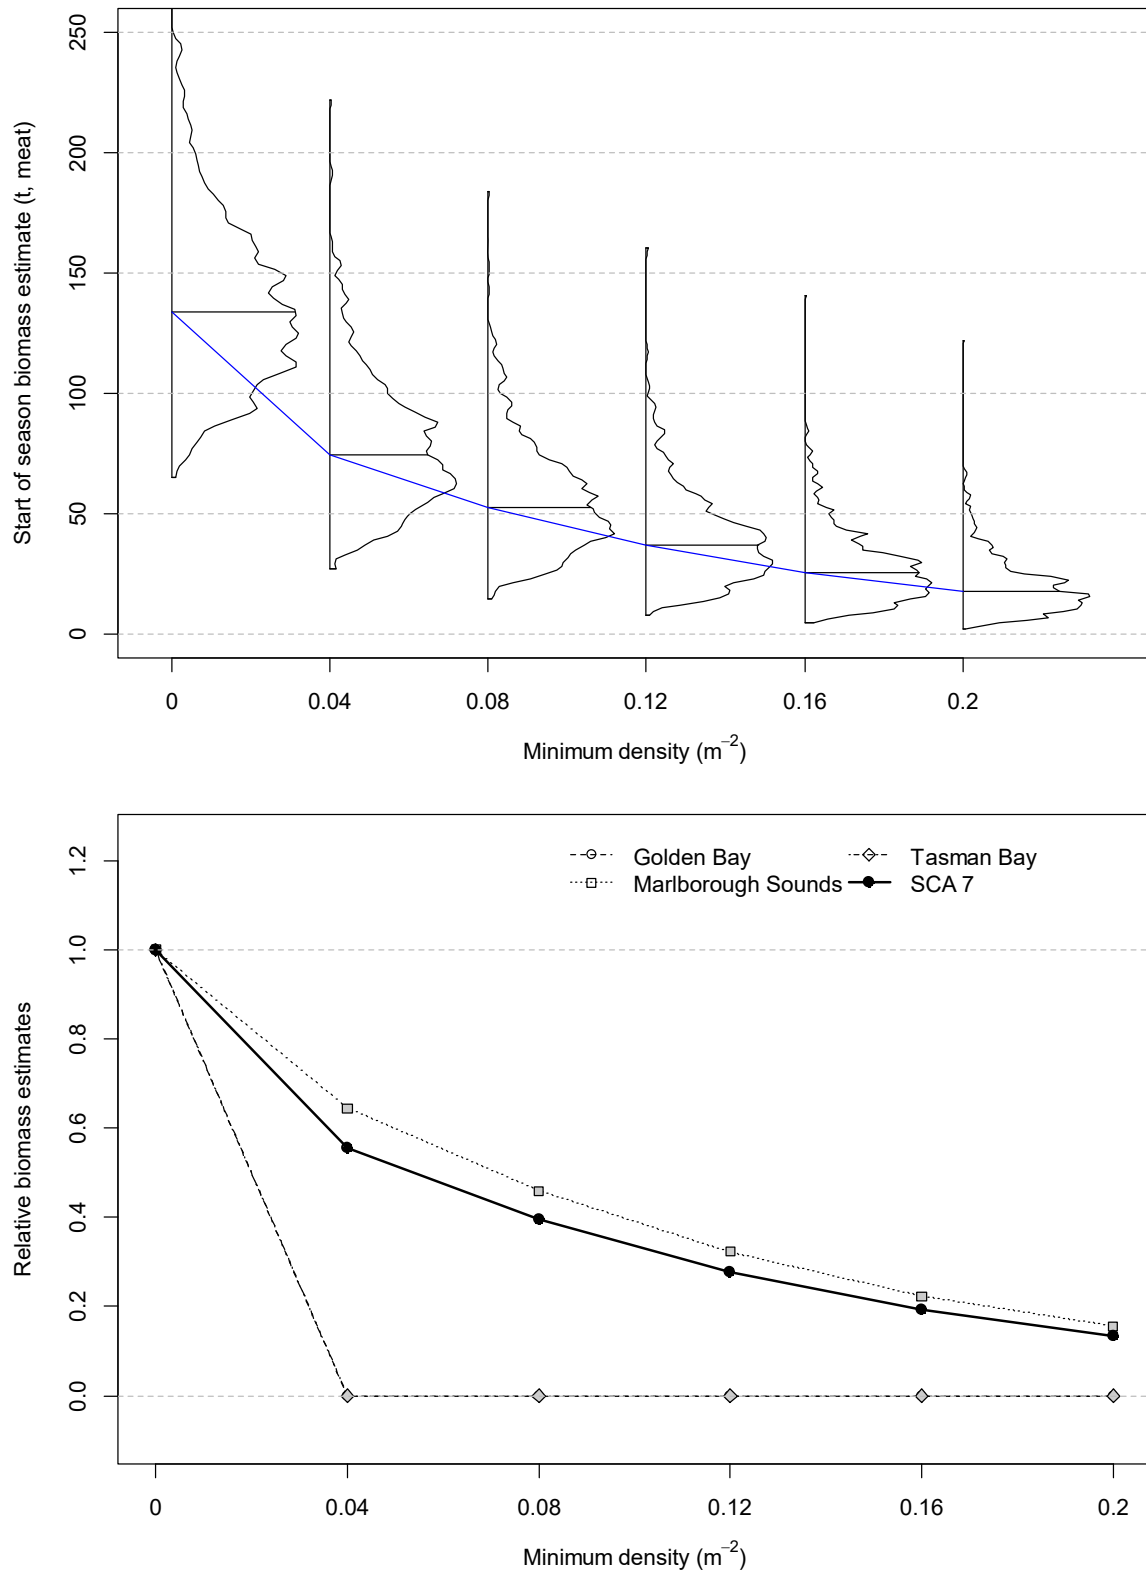 Start of season biomass estimate (t, meat)
250
200
150
100
50
0
0 0.04 0.08 0.12 0.16 0.2
Minimum density (m⁻²)
Relative biomass estimates
1.2
1.0
0.8
0.6
0.4
0.2
0.0
Golden Bay Tasman Bay
Marlborough Sounds SCA 7
0 0.04 0.08 0.12 0.16 0.2
Minimum density (m⁻²)